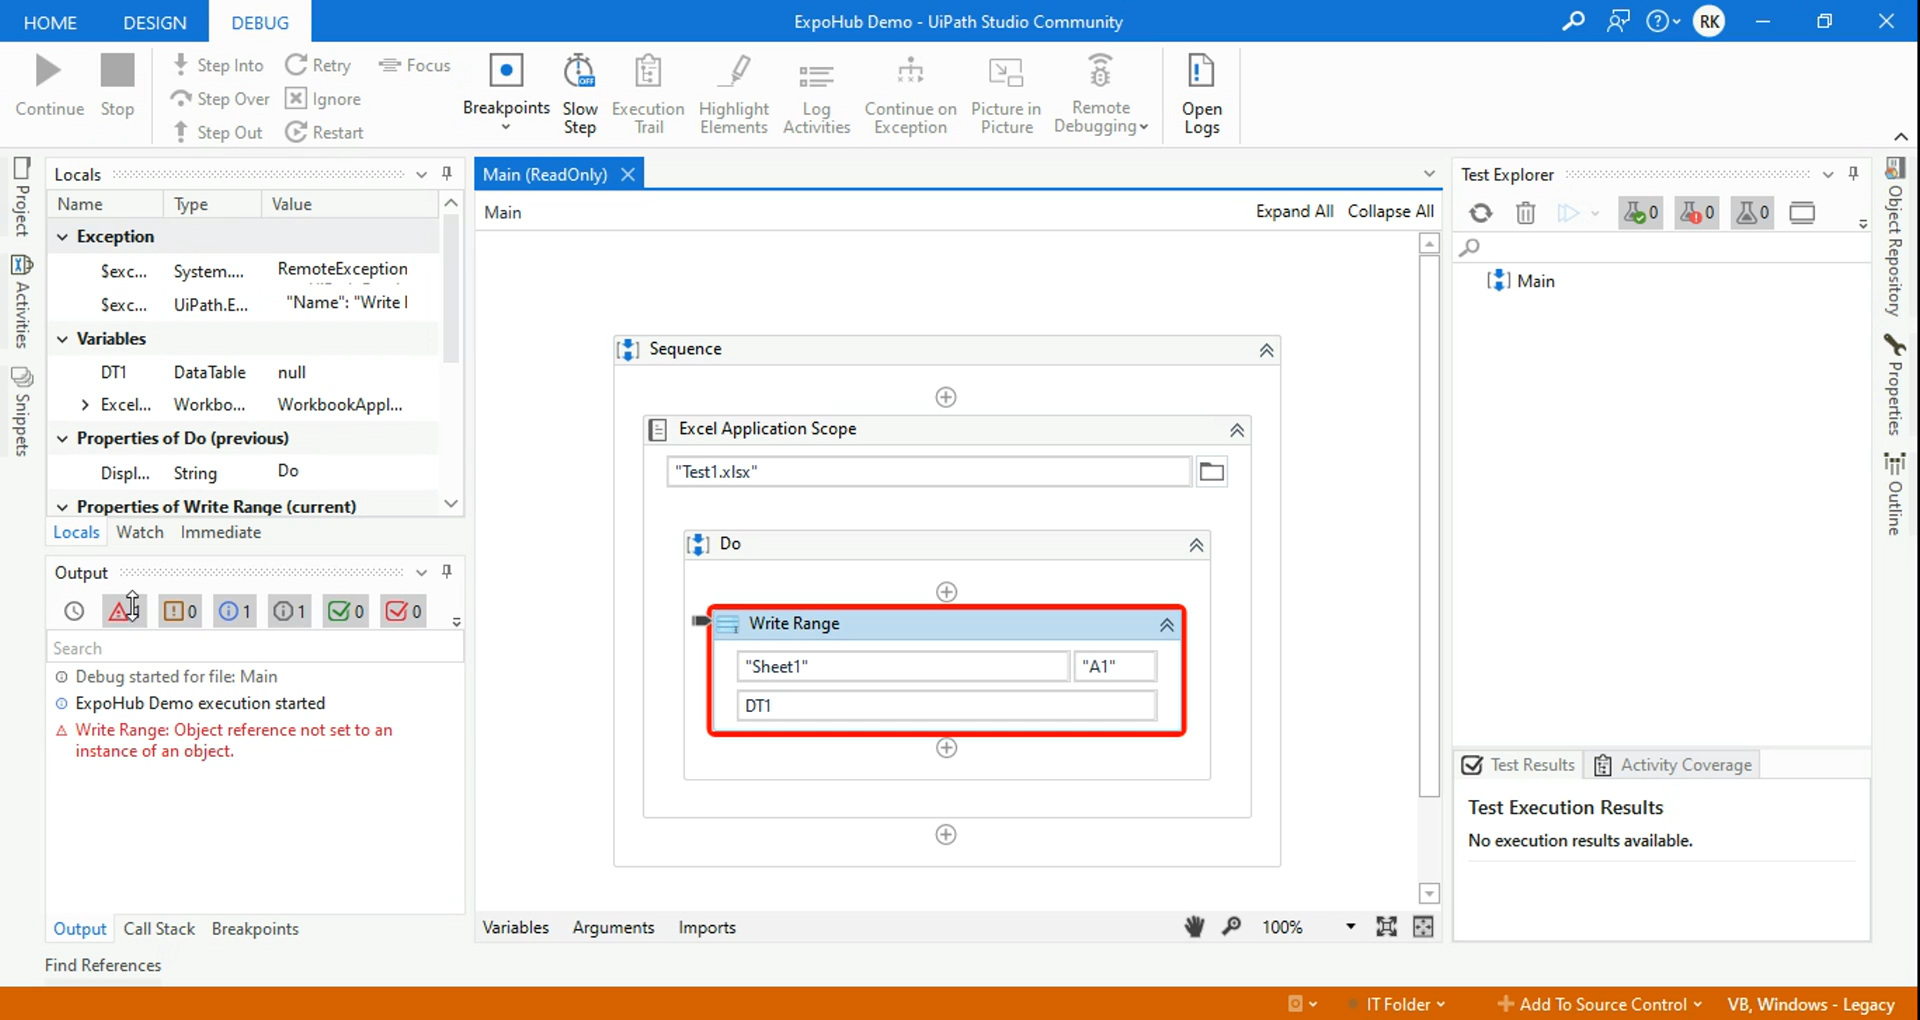 HOME DESIGN DEBUG ExpoHub Demo - UiPath Studio Community RK
Continue Stop Step Into Retry Focus
Step Over Ignore
Step Out Restart
Breakpoints Slow Step Execution Trail Highlight Elements Log Activities Continue on Exception Picture in Picture Remote Debugging Open Logs
Project
Activities
Snippets
Locals
Name Type Value
Exception
$exc... System.... RemoteException
$exc... UiPath.E... "Name": "Write
Variables
DT1 DataTable null
Excel... Workbo... WorkbookAppl...
Properties of Do (previous)
Displ... String Do
Properties of Write Range (current)
Locals Watch Immediate
Output
0 1 1 0 0
Search
Debug started for file: Main
ExpoHub Demo execution started
Write Range: Object reference not set to an
instance of an object.
Output Call Stack Breakpoints
Find References
Main (ReadOnly)
Main Expand All Collapse All
Sequence
Excel Application Scope
"Test1.xlsx"
Do
Write Range
"Sheet1" "A1"
DT1
Variables Arguments Imports 100%
Test Explorer
0 0 0
Main
Test Results Activity Coverage
Test Execution Results
No execution results available.
Object Repository
Properties
Outline
IT Folder Add To Source Control VB, Windows - Legacy